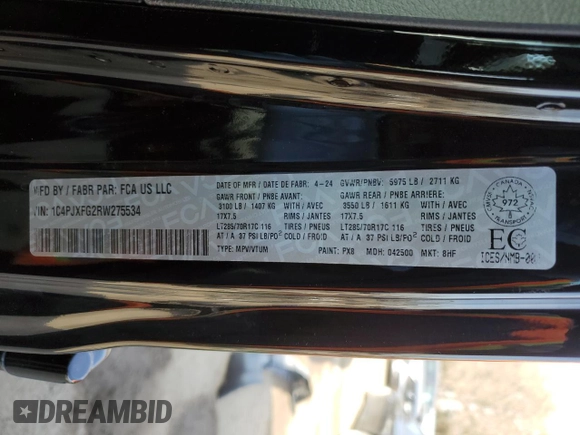 MFD BY / FABR PAR: FCA US LLC
VIN: 1C4PJXFG2RW275534
DATE OF MFR / DATE DE FABR: 4-24 GVWR/PNBV: 5975 LB / 2711 KG
GAWR FRONT / PNBE AVANT: GAWR REAR / PNBE ARRIÈRE:
3100 LB / 1407 KG WITH / AVEC 3550 LB / 1611 KG WITH / AVEC
17X7.5 RIMS / JANTES 17X7.5 RIMS / JANTES
LT285/70R17C 116 TIRES / PNEUS LT285/70R17C 116 TIRES / PNEUS
AT / A 37 PSI LB/PO² COLD / FROID AT / A 37 PSI LB/PO² COLD / FROID
TYPE: MPV/VTUM PAINT: PX8 MDH: 042500 MKT: 8HF
CANADA
972
TRANSPORT
EC
ICES/NMB-00
DREAMBID